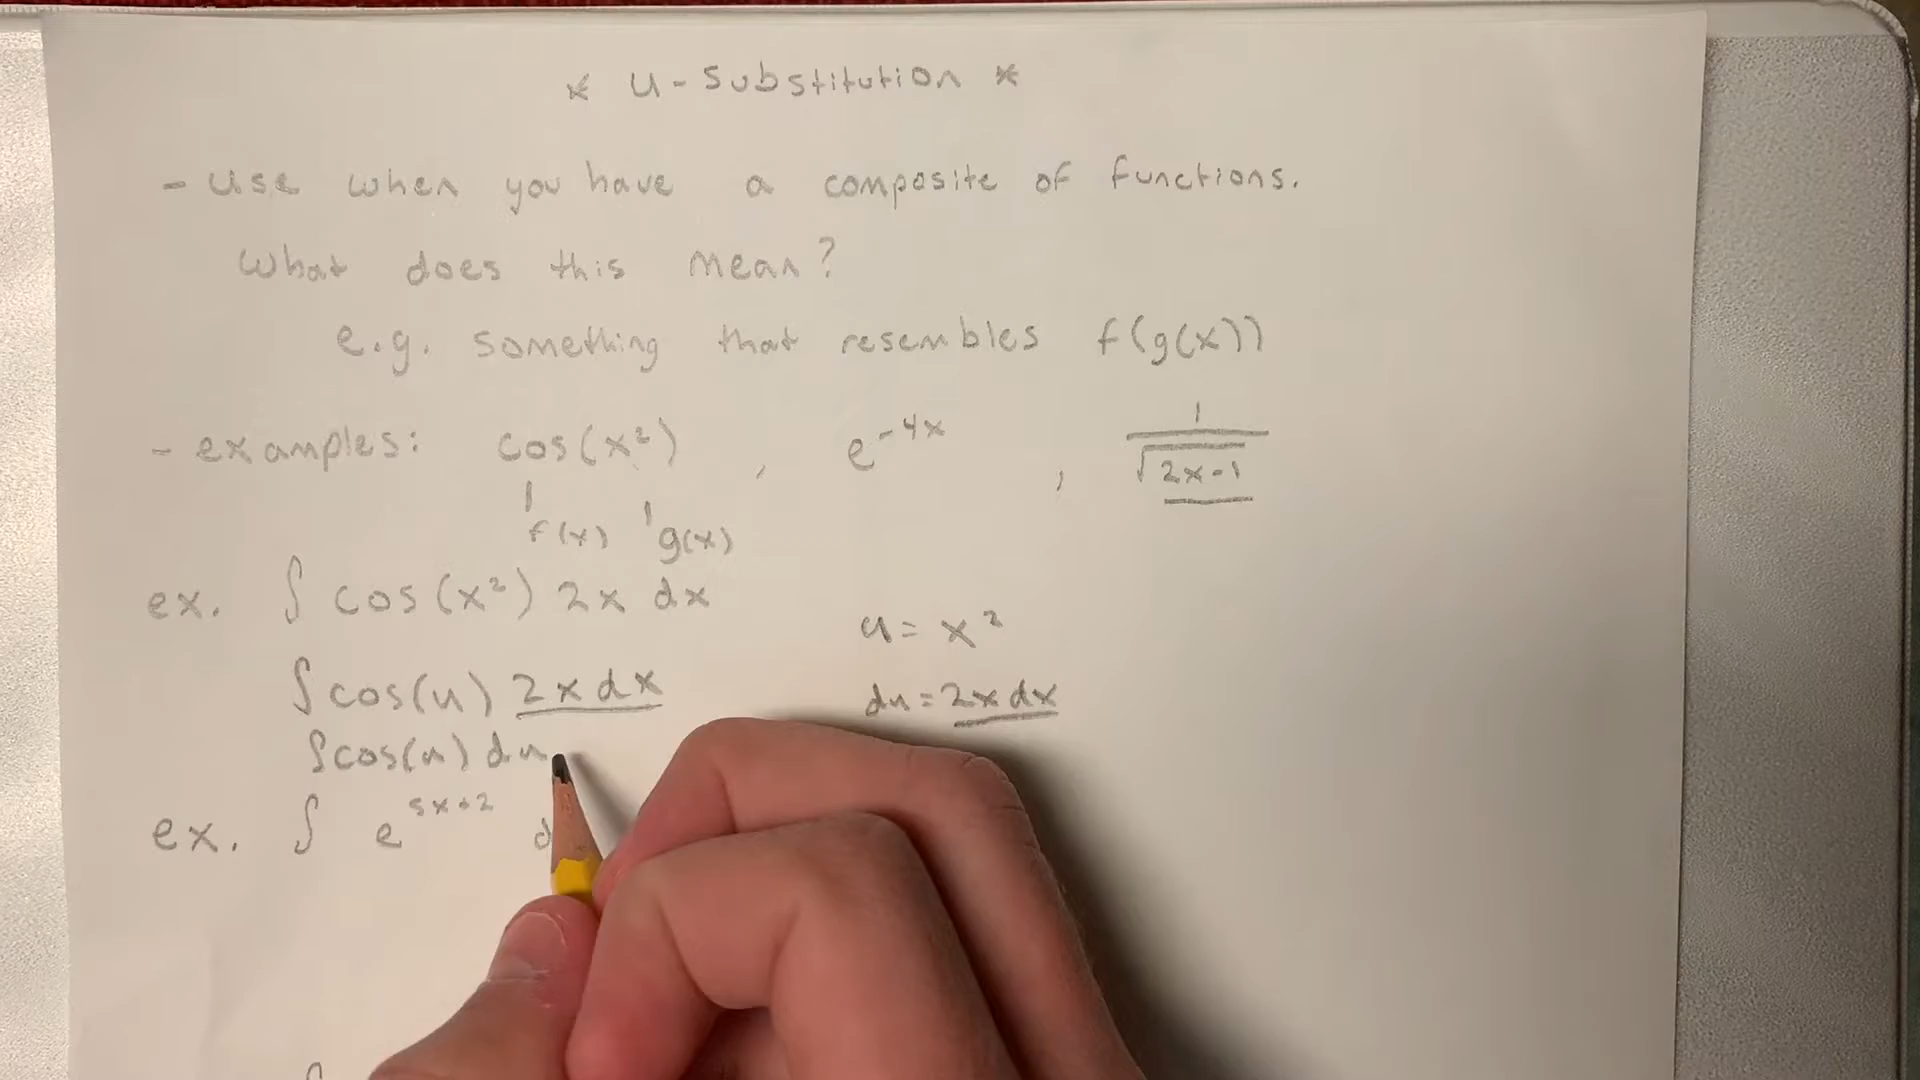 * u-substitution *
- use when you have a composite of functions.
What does this mean?
e.g. something that resembles f(g(x))
- examples: cos(x²) , e^{-4x} , 1/√(2x-1)
f(x) g(x)
ex. ∫ cos(x²) 2x dx
u = x²
∫ cos(u) 2x dx
du = 2x dx
∫ cos(u) du
ex. ∫ e^{5x+2} d
∫